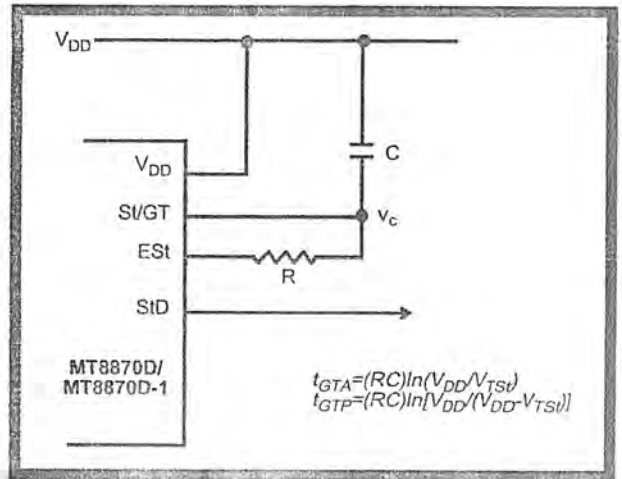 VDD
VDD
C
St/GT
vc
ESt
R
StD
MT8870D/
MT8870D-1
tGTA=(RC)ln(VDD/VTSt)
tGTP=(RC)ln[VDD/(VDD-VTSt)]